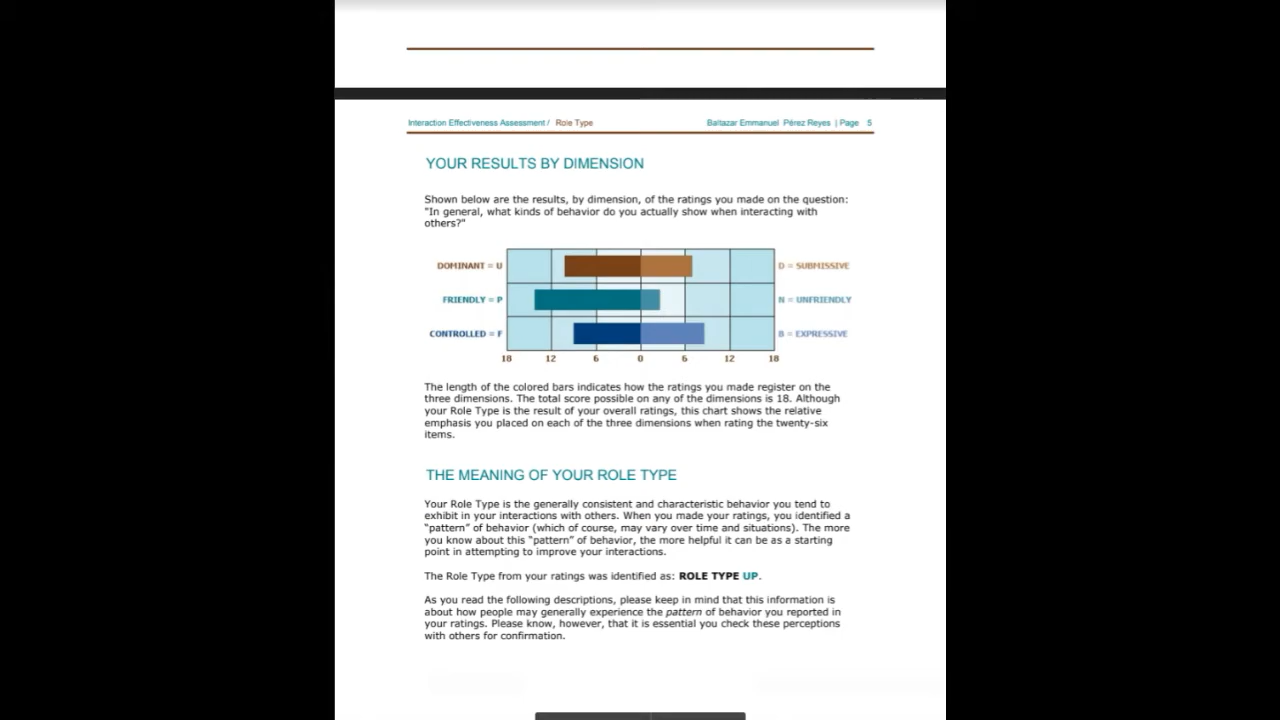 Interaction Effectiveness Assessment / Role Type Baltazar Emmanuel Pérez Reyes | Page 5
YOUR RESULTS BY DIMENSION
Shown below are the results, by dimension, of the ratings you made on the question:
"In general, what kinds of behavior do you actually show when interacting with
others?"
DOMINANT = U D = SUBMISSIVE
FRIENDLY = P N = UNFRIENDLY
CONTROLLED = F B = EXPRESSIVE
18 12 6 0 6 12 18
The length of the colored bars indicates how the ratings you made register on the
three dimensions. The total score possible on any of the dimensions is 18. Although
your Role Type is the result of your overall ratings, this chart shows the relative
emphasis you placed on each of the three dimensions when rating the twenty-six
items.
THE MEANING OF YOUR ROLE TYPE
Your Role Type is the generally consistent and characteristic behavior you tend to
exhibit in your interactions with others. When you made your ratings, you identified a
“pattern” of behavior (which of course, may vary over time and situations). The more
you know about this “pattern” of behavior, the more helpful it can be as a starting
point in attempting to improve your interactions.
The Role Type from your ratings was identified as: ROLE TYPE UP.
As you read the following descriptions, please keep in mind that this information is
about how people may generally experience the pattern of behavior you reported in
your ratings. Please know, however, that it is essential you check these perceptions
with others for confirmation.